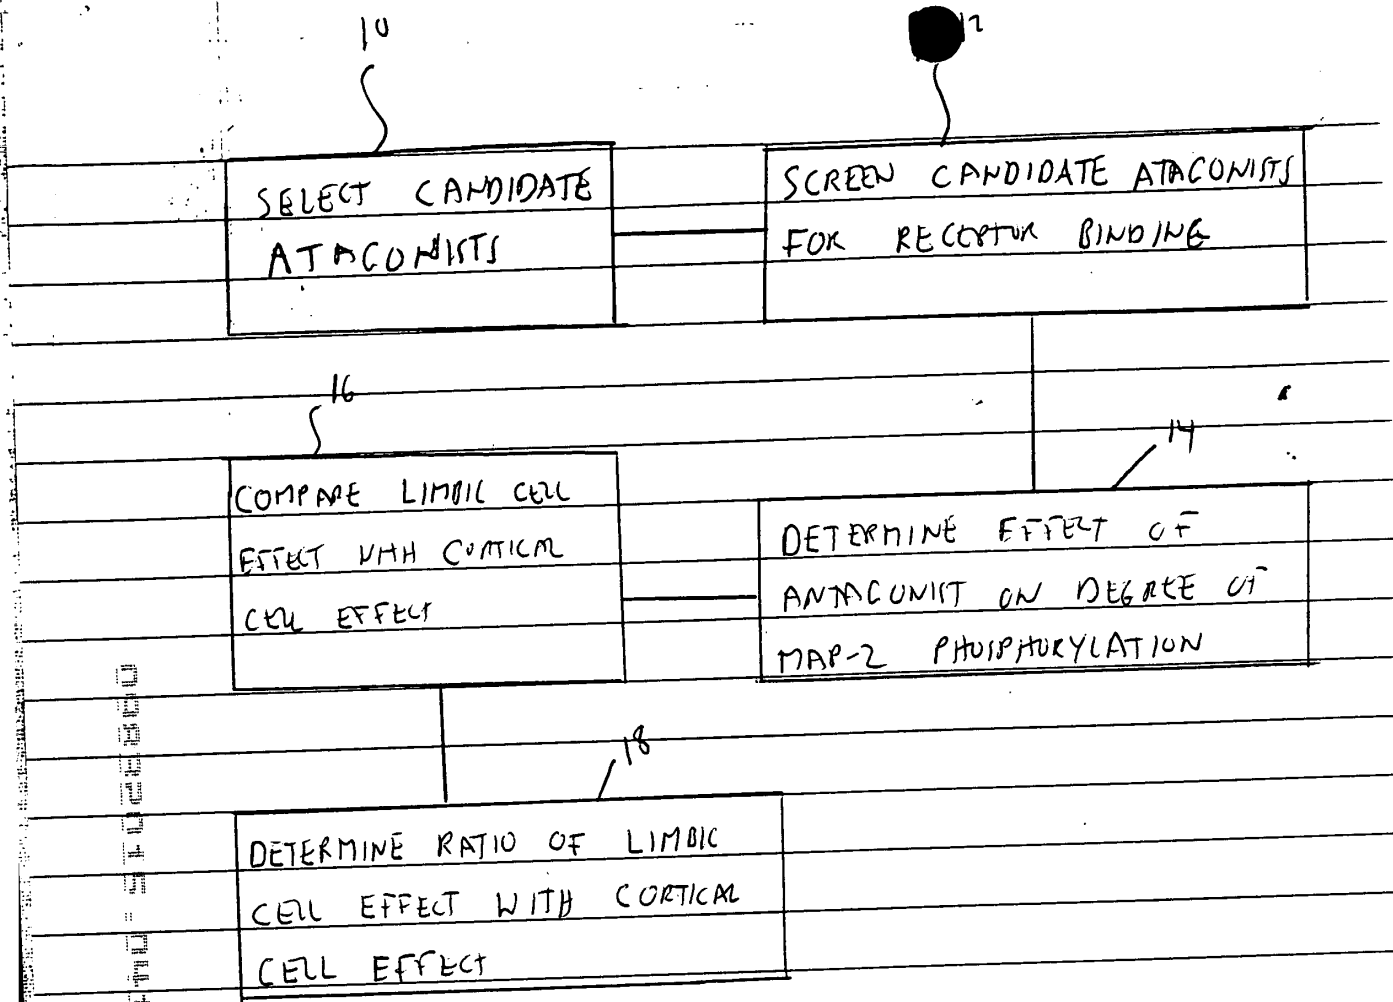 10
12
SELECT CANDIDATE
ATAGONISTS
SCREEN CANDIDATE ATAGONISTS
FOR RECEPTOR BINDING
16
COMPARE LIMBIC CELL
EFFECT WITH CORTICAL
CELL EFFECT
14
DETERMINE EFFECT OF
ANTAGONIST ON DEGREE OF
MAP-2 PHOSPHORYLATION
18
DETERMINE RATIO OF LIMBIC
CELL EFFECT WITH CORTICAL
CELL EFFECT